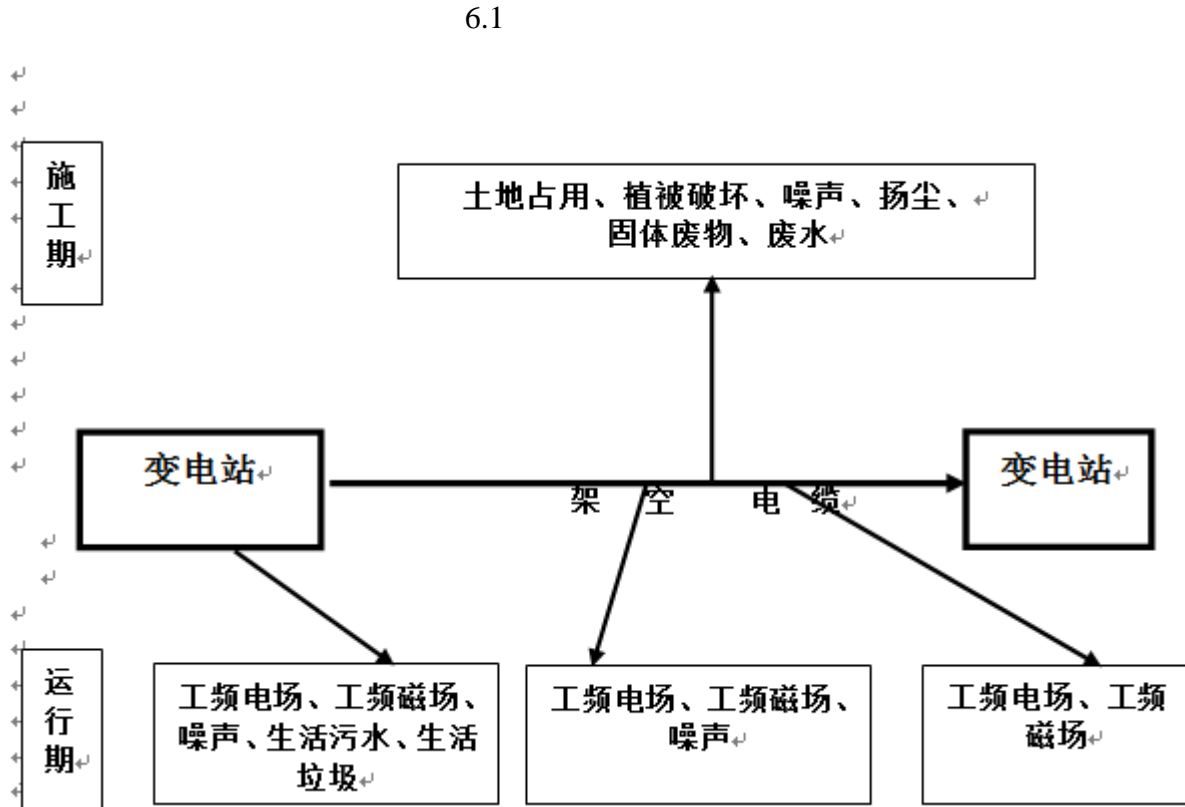 6.1
施
工
期
土地占用、植被破坏、噪声、扬尘、
固体废物、废水
变电站
变电站
架 空 电 缆
运
行
期
工频电场、工频磁场、
噪声、生活污水、生活
垃圾
工频电场、工频磁场、
噪声
工频电场、工频
磁场